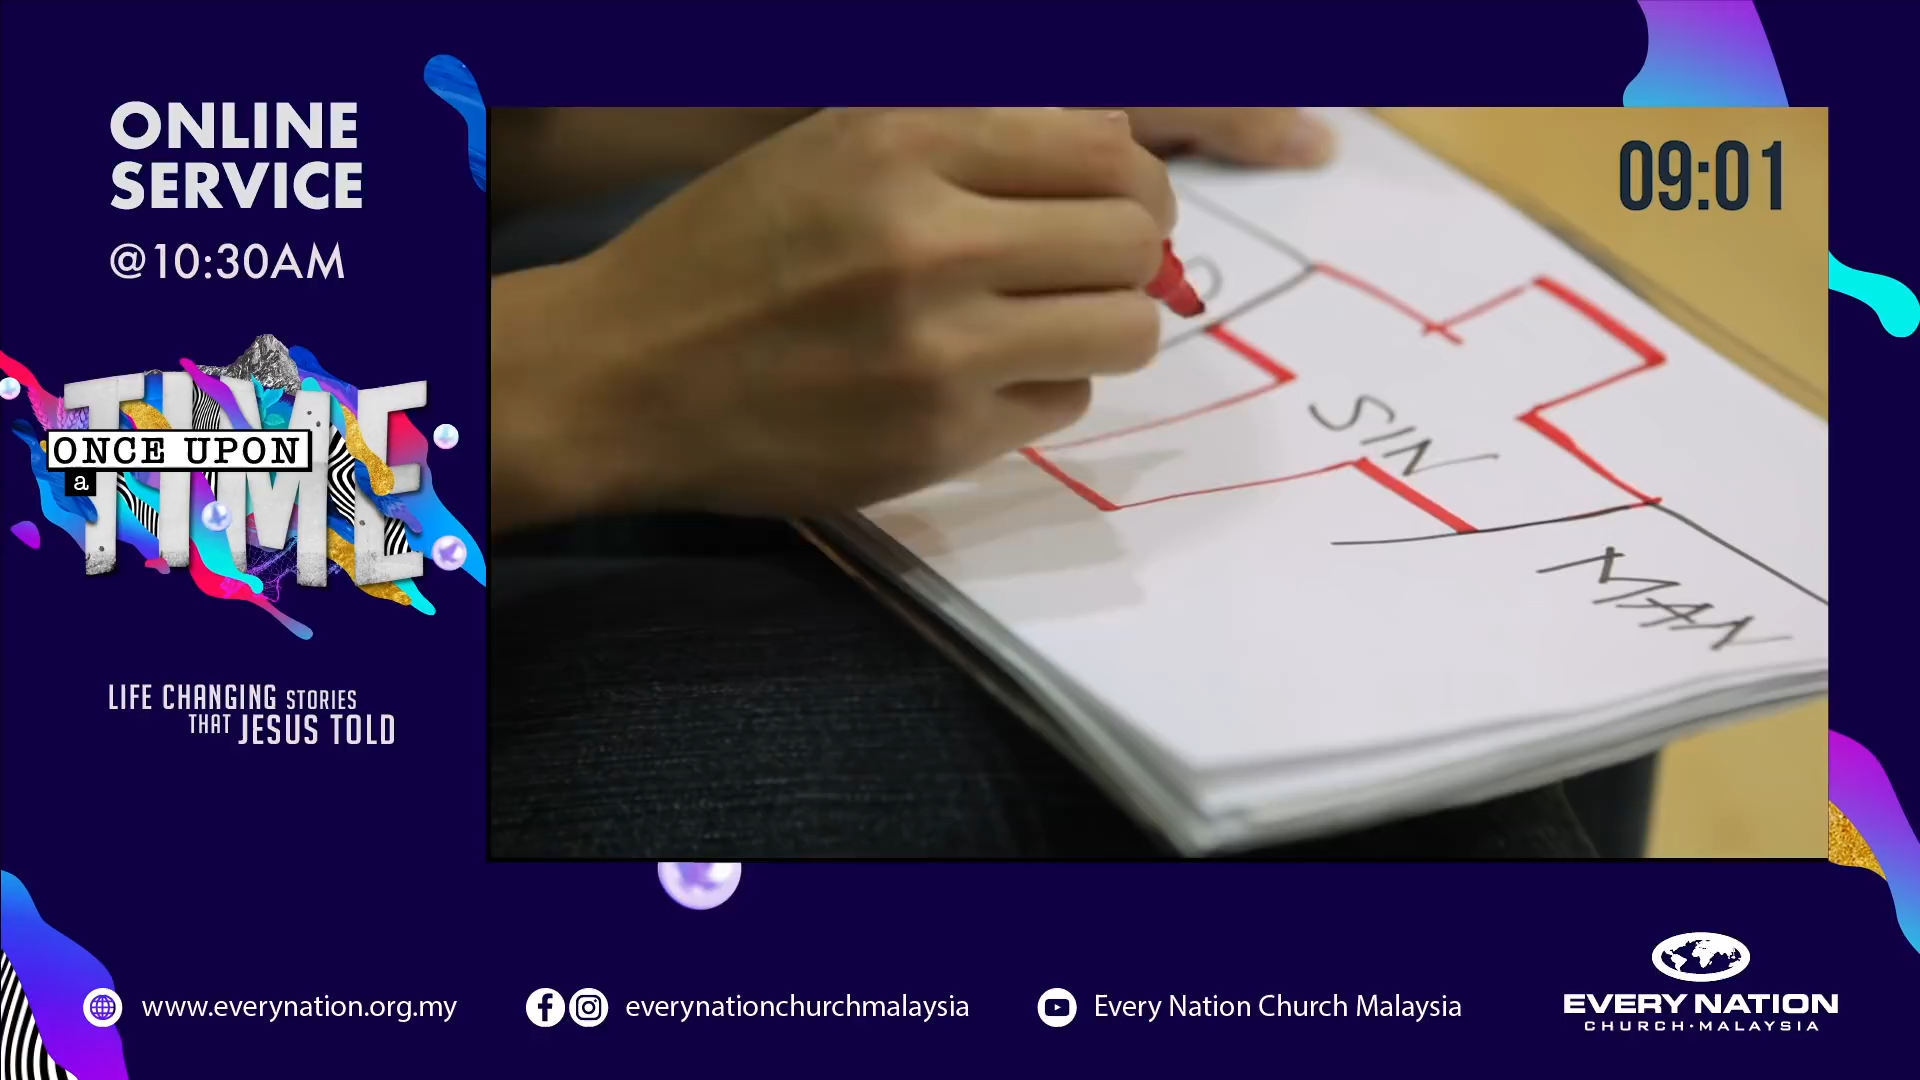 ONLINE
SERVICE
@10:30AM
TIME
ONCE UPON
a
LIFE CHANGING STORIES
THAT JESUS TOLD
09:01
SIN
MAN
www.everynation.org.my
everynationchurchmalaysia
Every Nation Church Malaysia
EVERY NATION
CHURCH·MALAYSIA